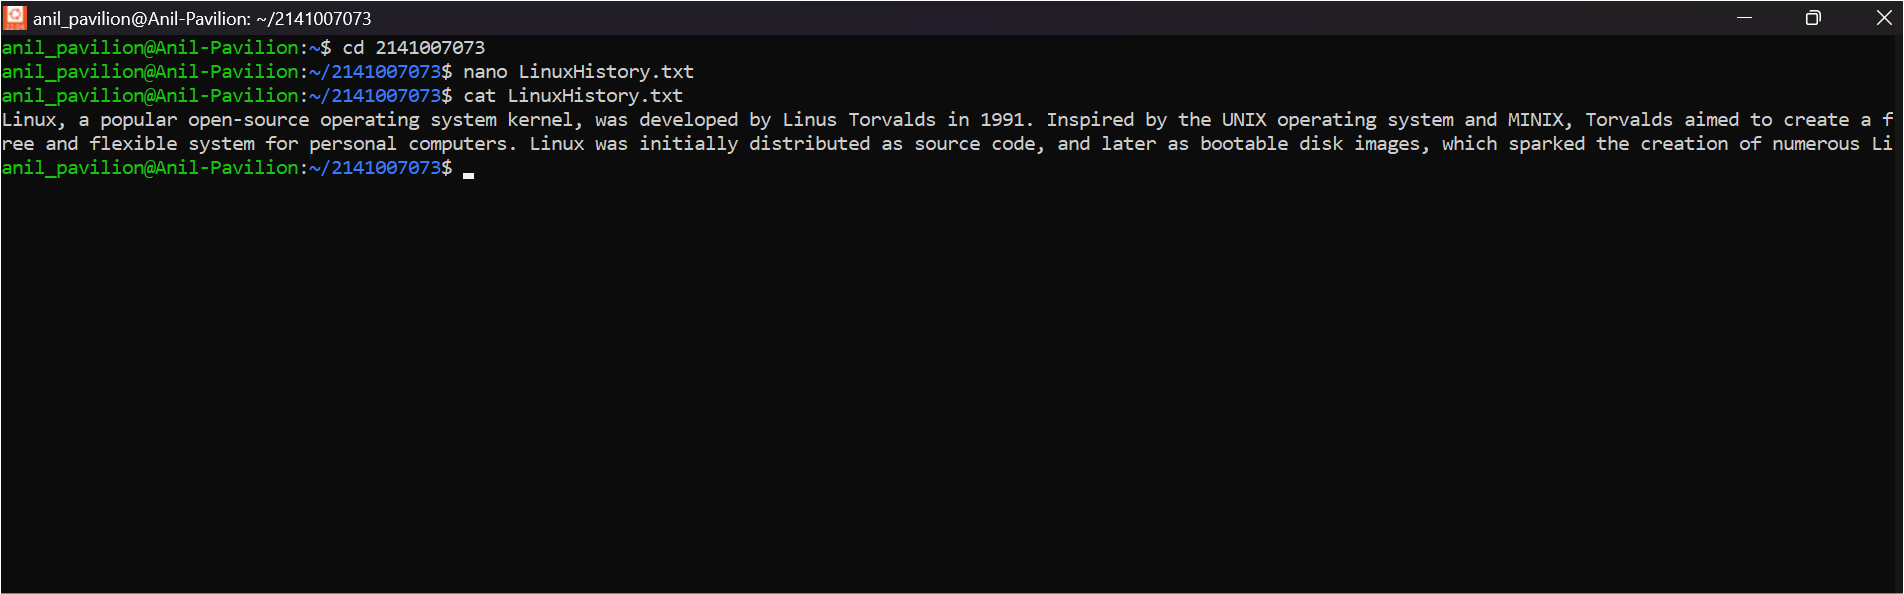 anil_pavilion@Anil-Pavilion: ~/2141007073
anil_pavilion@Anil-Pavilion:~$ cd 2141007073
anil_pavilion@Anil-Pavilion:~/2141007073$ nano LinuxHistory.txt
anil_pavilion@Anil-Pavilion:~/2141007073$ cat LinuxHistory.txt
Linux, a popular open-source operating system kernel, was developed by Linus Torvalds in 1991. Inspired by the UNIX operating system and MINIX, Torvalds aimed to create a f
ree and flexible system for personal computers. Linux was initially distributed as source code, and later as bootable disk images, which sparked the creation of numerous Li
anil_pavilion@Anil-Pavilion:~/2141007073$